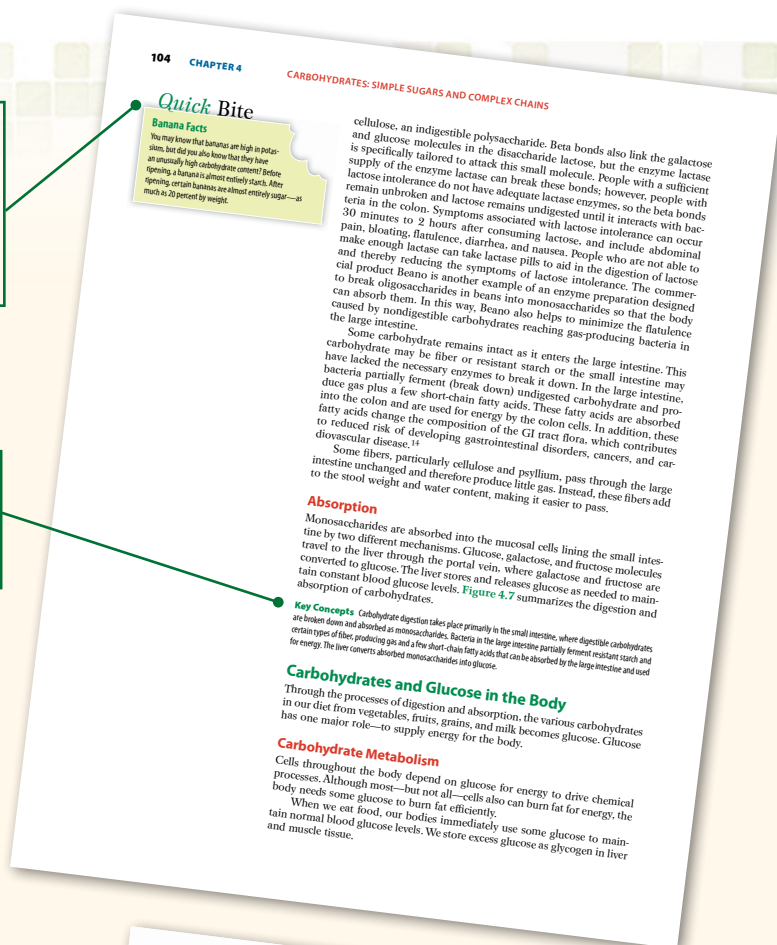 104 CHAPTER 4
CARBOHYDRATES: SIMPLE SUGARS AND COMPLEX CHAINS
Quick Bite
Banana Facts
You may know that bananas are high in potas-
sium, but did you also know that they have
an unusually high carbohydrate content? Before
ripening, a banana is almost entirely starch. After
ripening, certain bananas are almost entirely sugar—as
much as 20 percent by weight.
cellulose, an indigestible polysaccharide. Beta bonds also link the galactose
and glucose molecules in the disaccharide lactose, but the enzyme lactase
is specifically tailored to attack this small molecule. People with a sufficient
supply of the enzyme lactase can break these bonds; however, people with
lactose intolerance do not have adequate lactase enzymes, so the beta bonds
remain unbroken and lactose remains undigested until it interacts with bac-
teria in the colon. Symptoms associated with lactose intolerance can occur
30 minutes to 2 hours after consuming lactose, and include abdominal
pain, bloating, flatulence, diarrhea, and nausea. People who are not able to
make enough lactase can take lactase pills to aid in the digestion of lactose
and thereby reducing the symptoms of lactose intolerance. The commer-
cial product Beano is another example of an enzyme preparation designed
to break oligosaccharides in beans into monosaccharides so that the body
can absorb them. In this way, Beano also helps to minimize the flatulence
caused by nondigestible carbohydrates reaching gas-producing bacteria in
the large intestine.
Some carbohydrate remains intact as it enters the large intestine. This
carbohydrate may be fiber or resistant starch or the small intestine may
have lacked the necessary enzymes to break it down. In the large intestine,
bacteria partially ferment (break down) undigested carbohydrate and pro-
duce gas plus a few short-chain fatty acids. These fatty acids are absorbed
into the colon and are used for energy by the colon cells. In addition, these
fatty acids change the composition of the GI tract flora, which contributes
to reduced risk of developing gastrointestinal disorders, cancers, and car-
diovascular disease.14
Some fibers, particularly cellulose and psyllium, pass through the large
intestine unchanged and therefore produce little gas. Instead, these fibers add
to the stool weight and water content, making it easier to pass.
Absorption
Monosaccharides are absorbed into the mucosal cells lining the small intes-
tine by two different mechanisms. Glucose, galactose, and fructose molecules
travel to the liver through the portal vein, where galactose and fructose are
converted to glucose. The liver stores and releases glucose as needed to main-
tain constant blood glucose levels. Figure 4.7 summarizes the digestion and
absorption of carbohydrates.
Key Concepts Carbohydrate digestion takes place primarily in the small intestine, where digestible carbohydrates
are broken down and absorbed as monosaccharides. Bacteria in the large intestine partially ferment resistant starch and
certain types of fiber, producing gas and a few short-chain fatty acids that can be absorbed by the large intestine and used
for energy. The liver converts absorbed monosaccharides into glucose.
Carbohydrates and Glucose in the Body
Through the processes of digestion and absorption, the various carbohydrates
in our diet from vegetables, fruits, grains, and milk becomes glucose. Glucose
has one major role—to supply energy for the body.
Carbohydrate Metabolism
Cells throughout the body depend on glucose for energy to drive chemical
processes. Although most—but not all—cells also can burn fat for energy, the
body needs some glucose to burn fat efficiently.
When we eat food, our bodies immediately use some glucose to main-
tain normal blood glucose levels. We store excess glucose as glycogen in liver
and muscle tissue.